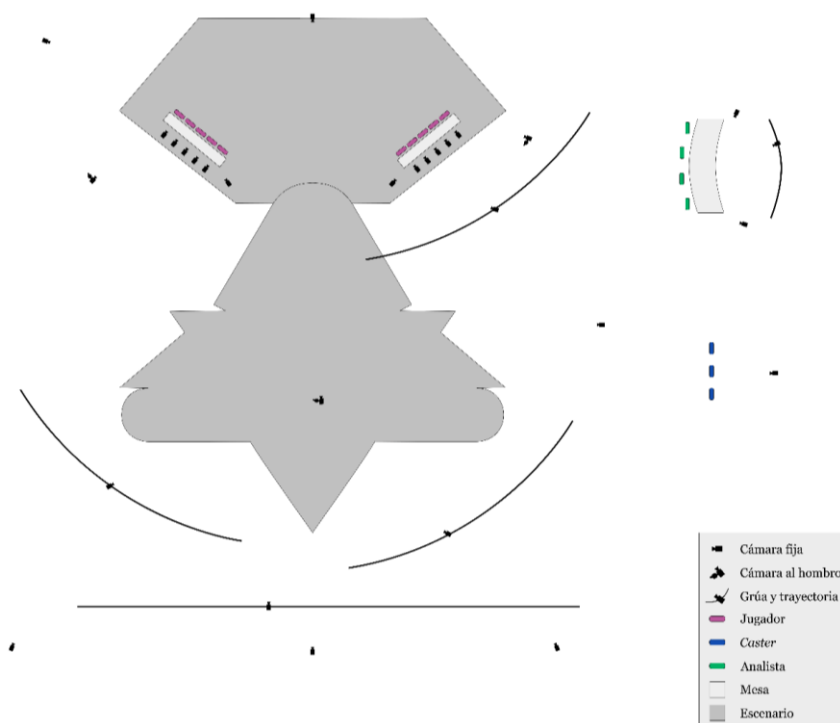 Cámara fija
Cámara al hombro
Grúa y trayectoria
Jugador
Caster
Analista
Mesa
Escenario